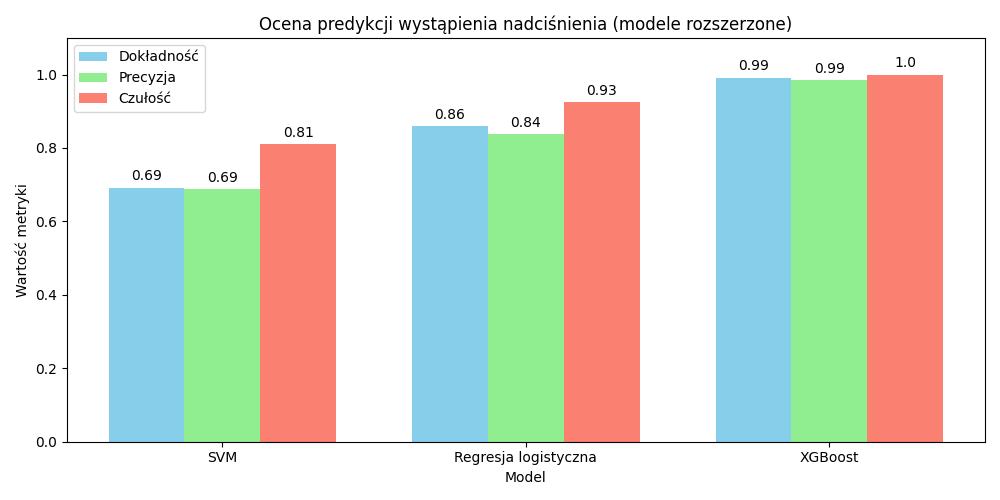 Ocena predykcji wystąpienia nadciśnienia (modele rozszerzone)
Dokładność
Precyzja
Czułość
1.0
0.8
0.6
0.4
0.2
0.0
Wartość metryki
0.69
0.69
0.81
0.86
0.84
0.93
0.99
0.99
1.0
SVM
Regresja logistyczna
XGBoost
Model